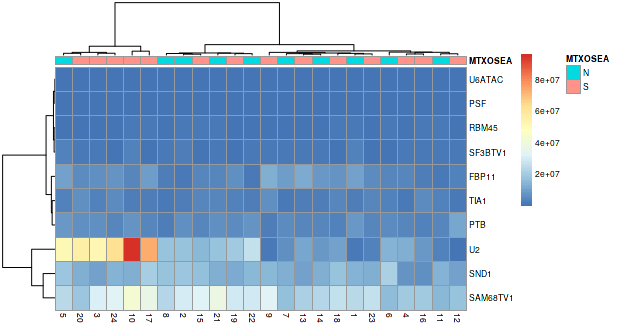 MTXOSEA
U6ATAC
PSF
RBM45
SF3BTV1
FBP11
TIA1
PTB
U2
SND1
SAM68TV1
5 20 3 24 10 17 8 2 15 21 19 22 9 7 13 14 18 1 23 6 4 16 11 12
8e+07
6e+07
4e+07
2e+07
MTXOSEA
N
S